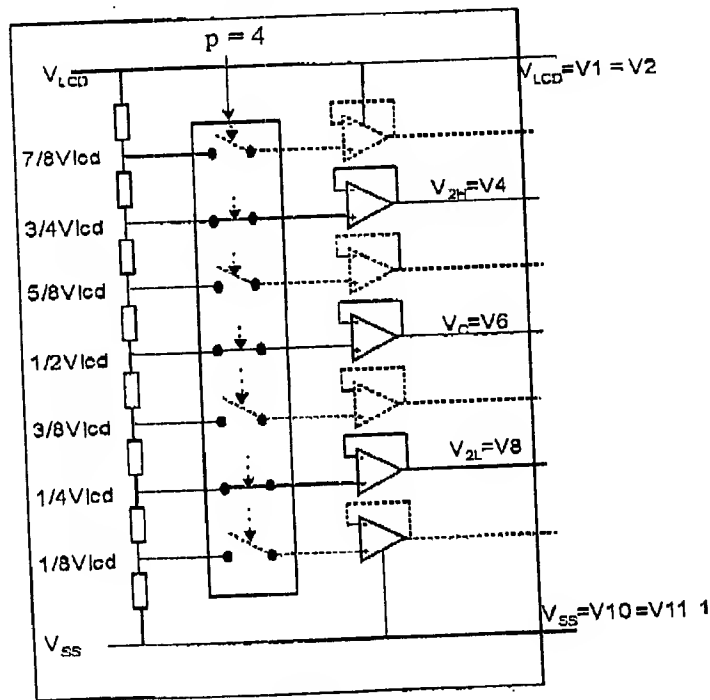 p = 4
V_LCD
V_LCD=V1 = V2
7/8Vlcd
V_2H=V4
3/4Vlcd
5/8Vlcd
V_C=V6
1/2Vlcd
3/8Vlcd
V_2L=V8
1/4Vlcd
1/8Vlcd
V_SS=V10=V11 1
V_SS